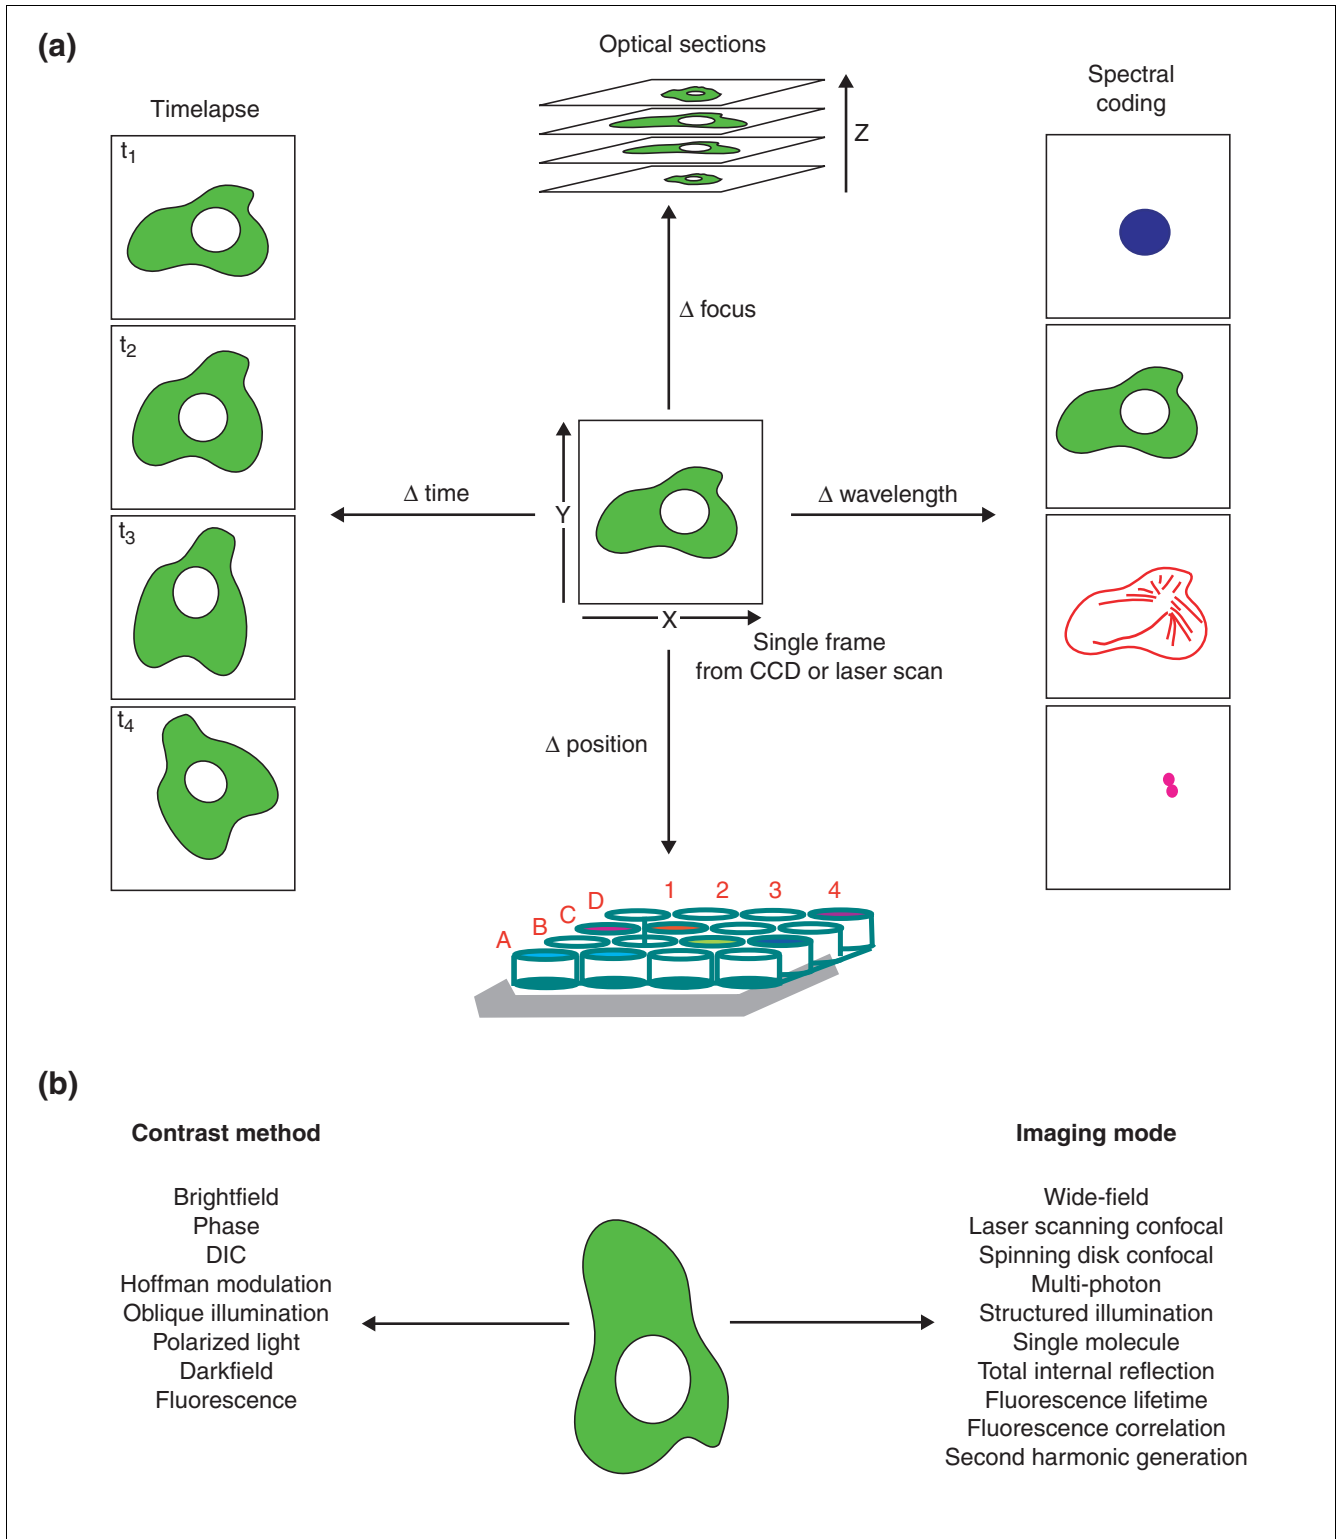 (a)
Optical sections
Spectral
coding
Timelapse
Z
t1
t2
t3
t4
Δ focus
Δ time
Y
Δ wavelength
X
Single frame
from CCD or laser scan
Δ position
A
B
C
D
1
2
3
4
(b)
Contrast method
Brightfield
Phase
DIC
Hoffman modulation
Oblique illumination
Polarized light
Darkfield
Fluorescence
Imaging mode
Wide-field
Laser scanning confocal
Spinning disk confocal
Multi-photon
Structured illumination
Single molecule
Total internal reflection
Fluorescence lifetime
Fluorescence correlation
Second harmonic generation